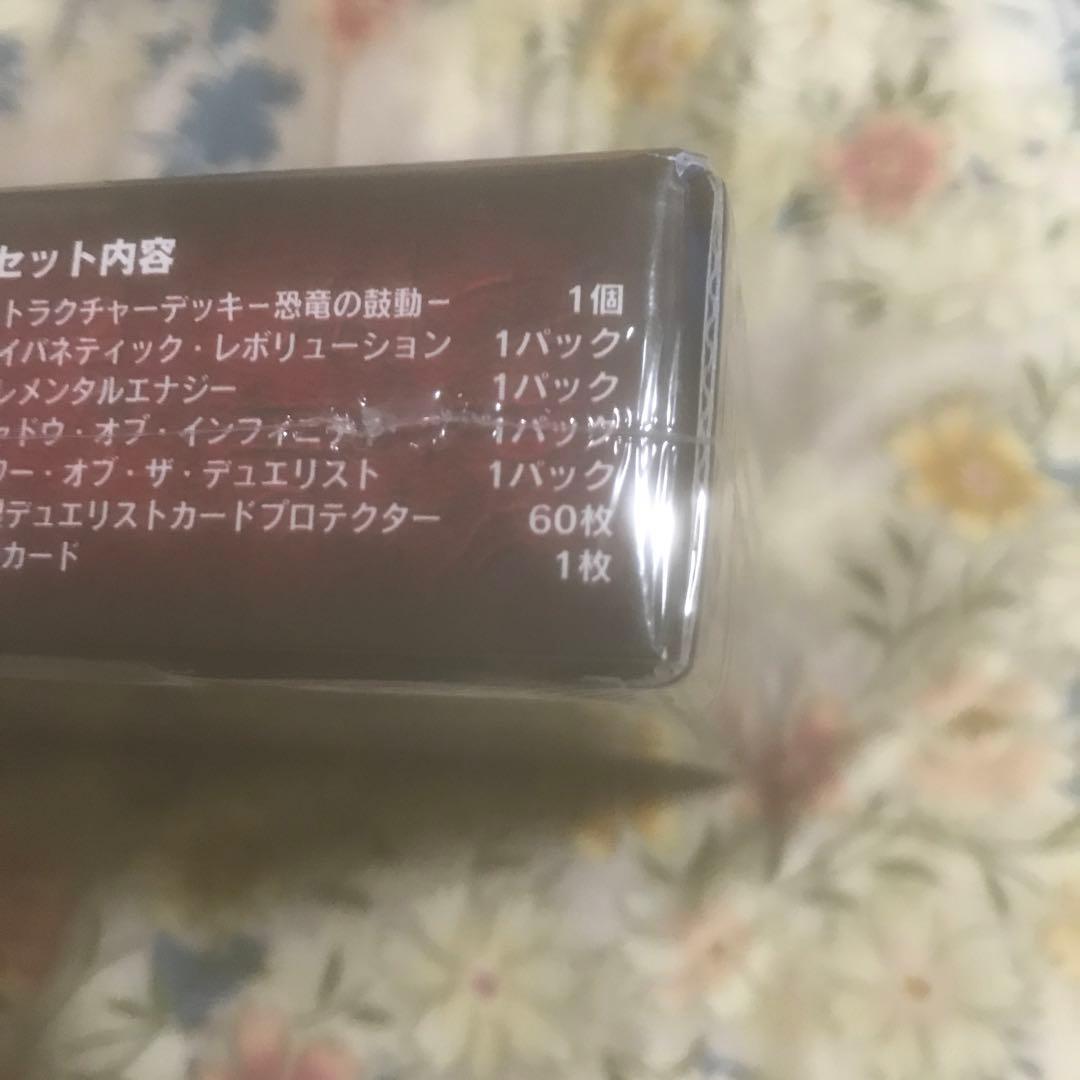 セット内容
トラクチャーデッキ－恐竜の鼓動－ 1個
イバネティック・レボリューション 1パック
レメンタルエナジー 1パック
ャドウ・オブ・インフィニティ 1パック
ワー・オブ・ザ・デュエリスト 1パック
型デュエリストカードプロテクター 60枚
カード 1枚